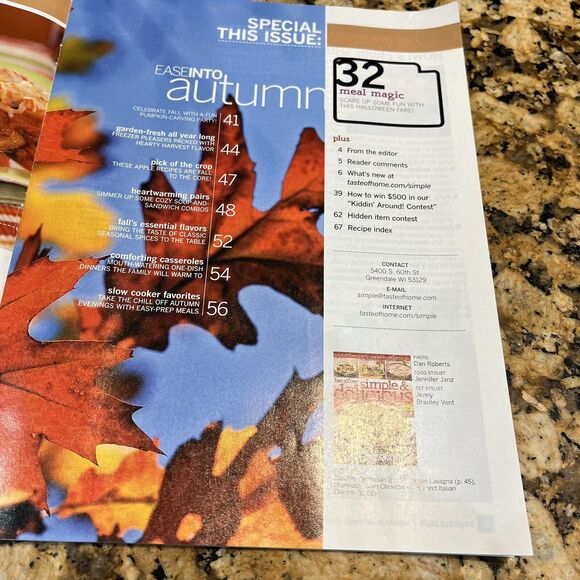 SPECIAL
THIS ISSUE:
EASEINTO
autumn
CELEBRATE FALL WITH A FUN
PUMPKIN-CARVING PARTY!
41
garden-fresh all year long
FREEZER PLEASERS PACKED WITH
HEARTY HARVEST FLAVOR
44
pick of the crop
THESE APPLE RECIPES ARE FALL
TO THE CORE!
47
heartwarming pairs
SIMMER UP SOME COZY SOUP-AND-
SANDWICH COMBOS
48
fall's essential flavors
BRING THE TASTE OF CLASSIC
SEASONAL SPICES TO THE TABLE
52
comforting casseroles
MOUTH-WATERING ONE-DISH
DINNERS THE FAMILY WILL WARM TO
54
slow cooker favorites
TAKE THE CHILL OFF AUTUMN
EVENINGS WITH EASY-PREP MEALS
56
32
meal magic
SCARE UP SOME FUN WITH
THIS HALLOWEEN FARE!
plus
4 From the editor
5 Reader comments
6 What's new at
tasteofhome.com/simple
39 How to win $500 in our
"Kiddin' Around! Contest"
62 Hidden item contest
67 Recipe index
CONTACT
5400 S. 60th St.
Greendale WI 53129
E-MAIL
simple@tasteofhome.com
INTERNET
tasteofhome.com/simple
simple &
delicious
PHOTO
Dan Roberts
FOOD STYLIST
Jennifer Janz
SET STYLIST
Jenny
Bradley Vent
Lasagna (p. 45),
and Italian